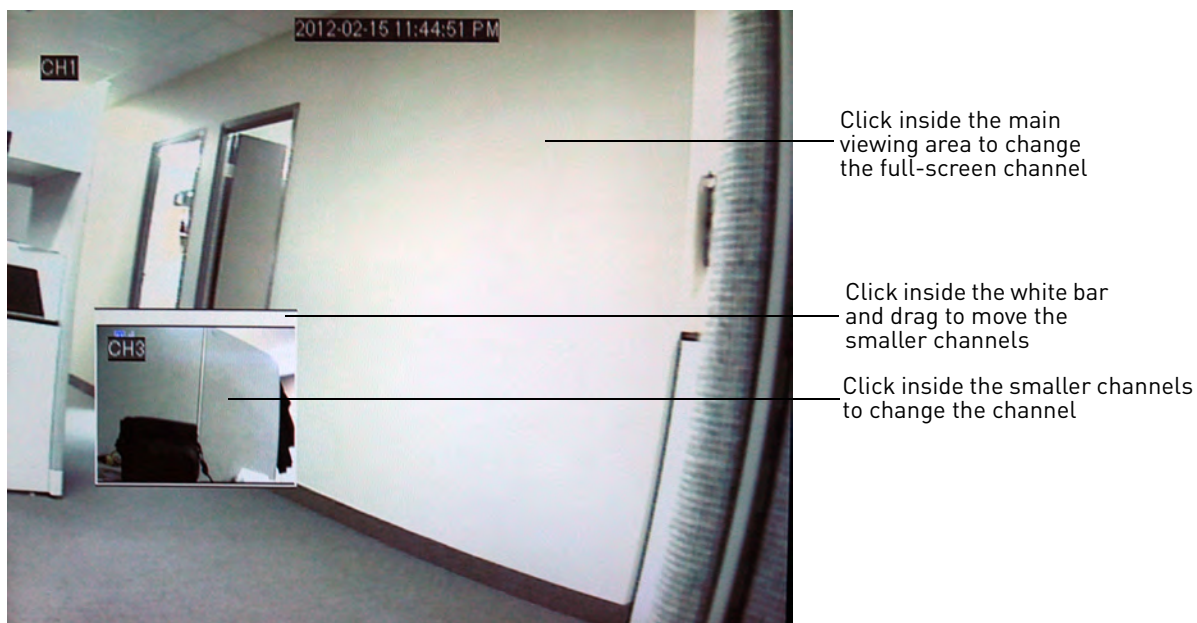 2012-02-15 11:44:51 PM
CH1
Click inside the main
viewing area to change
the full-screen channel
Click inside the white bar
and drag to move the
smaller channels
CH3
Click inside the smaller channels
to change the channel